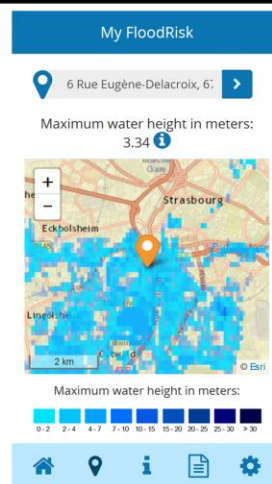 My FloodRisk
6 Rue Eugène-Delacroix, 67
Maximum water height in meters:
3.34
+
Strasbourg
−
Eckbolsheim
2 km
© Esri
Maximum water height in meters:
0-2 2-4 4-7 7-10 10-15 15-20 20-25 25-30 >30